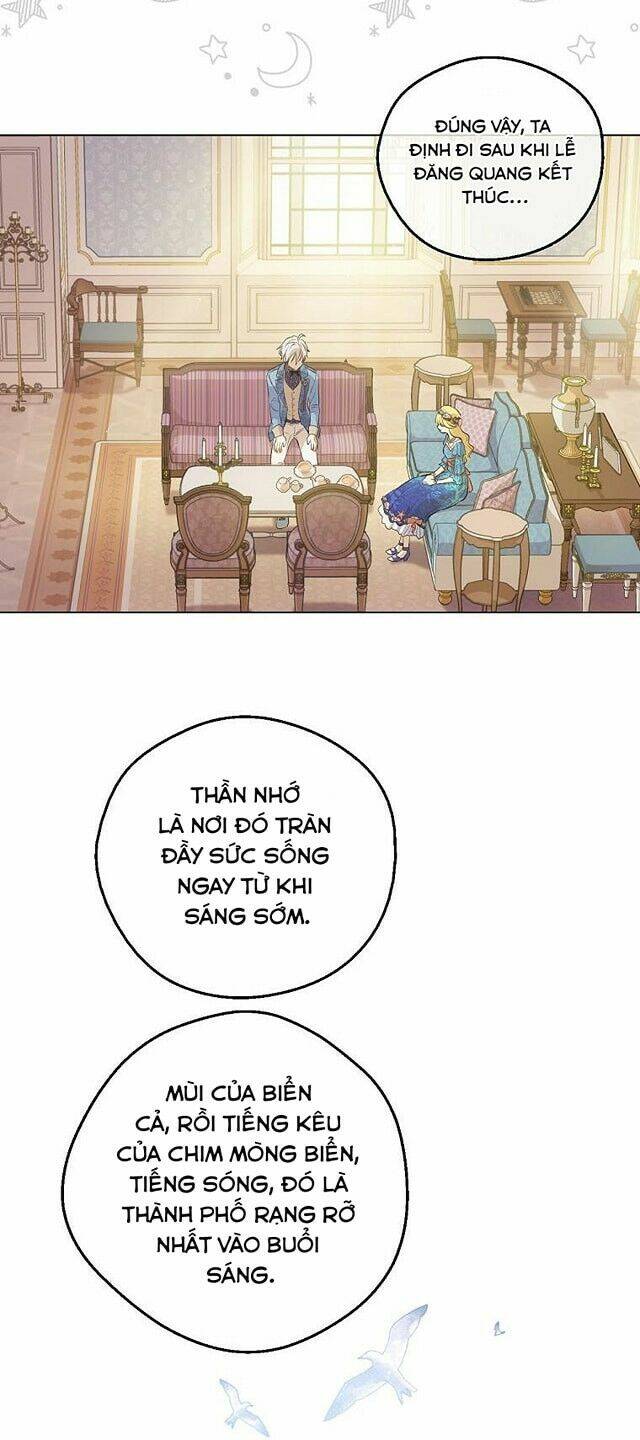 ĐÚNG VẬY, TA
ĐỊNH ĐI SAU KHI LỄ
ĐĂNG QUANG KẾT
THÚC...
THẦN NHỚ
LÀ NƠI ĐÓ TRÀN
ĐẦY SỨC SỐNG
NGAY TỪ KHI
SÁNG SỚM.
MÙI CỦA BIỂN
CẢ, RỒI TIẾNG KÊU
CỦA CHIM MÒNG BIỂN,
TIẾNG SÓNG, ĐÓ LÀ
THÀNH PHỐ RẠNG RỠ
NHẤT VÀO BUỔI
SÁNG.